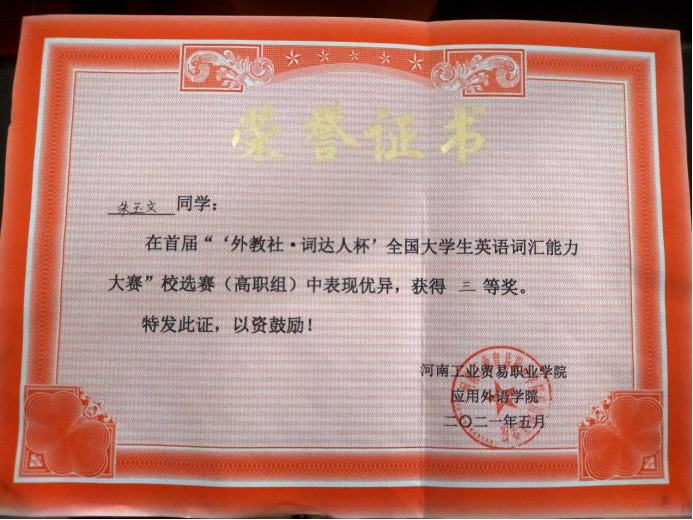 荣誉证书
朱玉文 同学：
在首届“‘外教社·词达人杯’全国大学生英语词汇能力
大赛”校选赛（高职组）中表现优异，获得 三 等奖。
特发此证，以资鼓励！
河南工业贸易职业学院
应用外语学院
二〇二一年五月